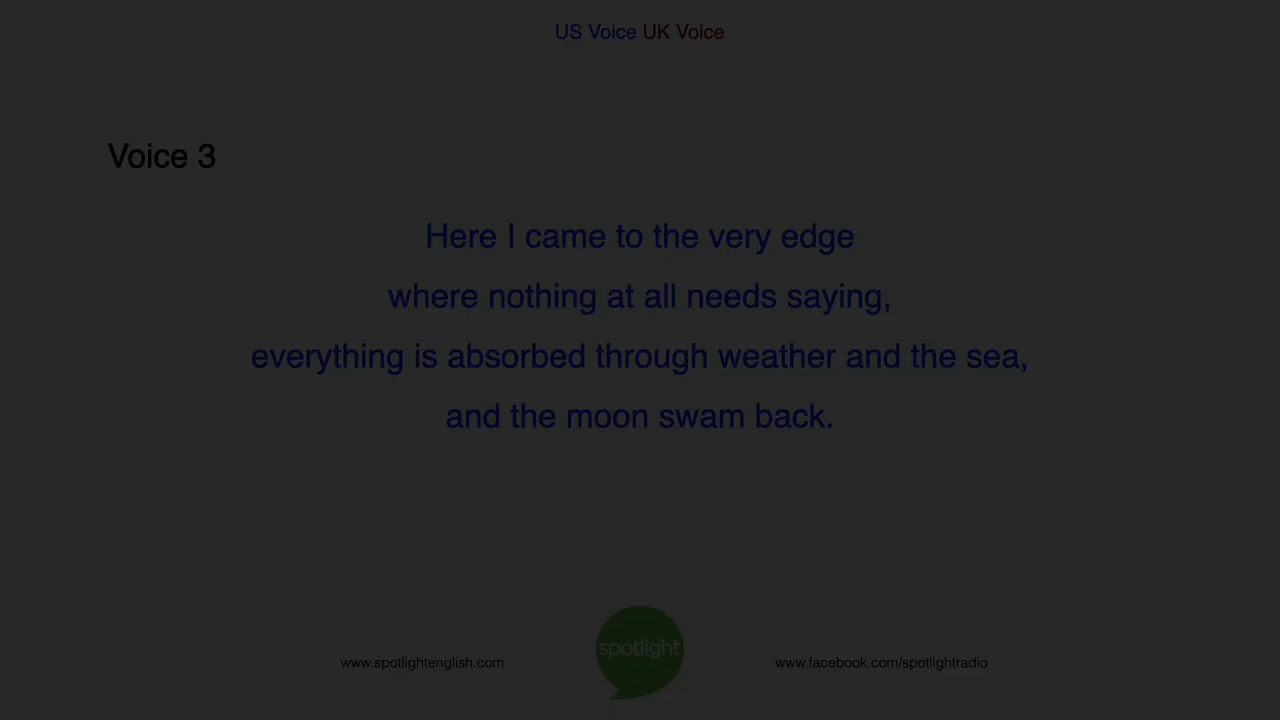 US Voice UK Voice
Voice 3
Here I came to the very edge
where nothing at all needs saying,
everything is absorbed through weather and the sea,
and the moon swam back.
spotlight
www.spotlightenglish.com
www.facebook.com/spotlightradio